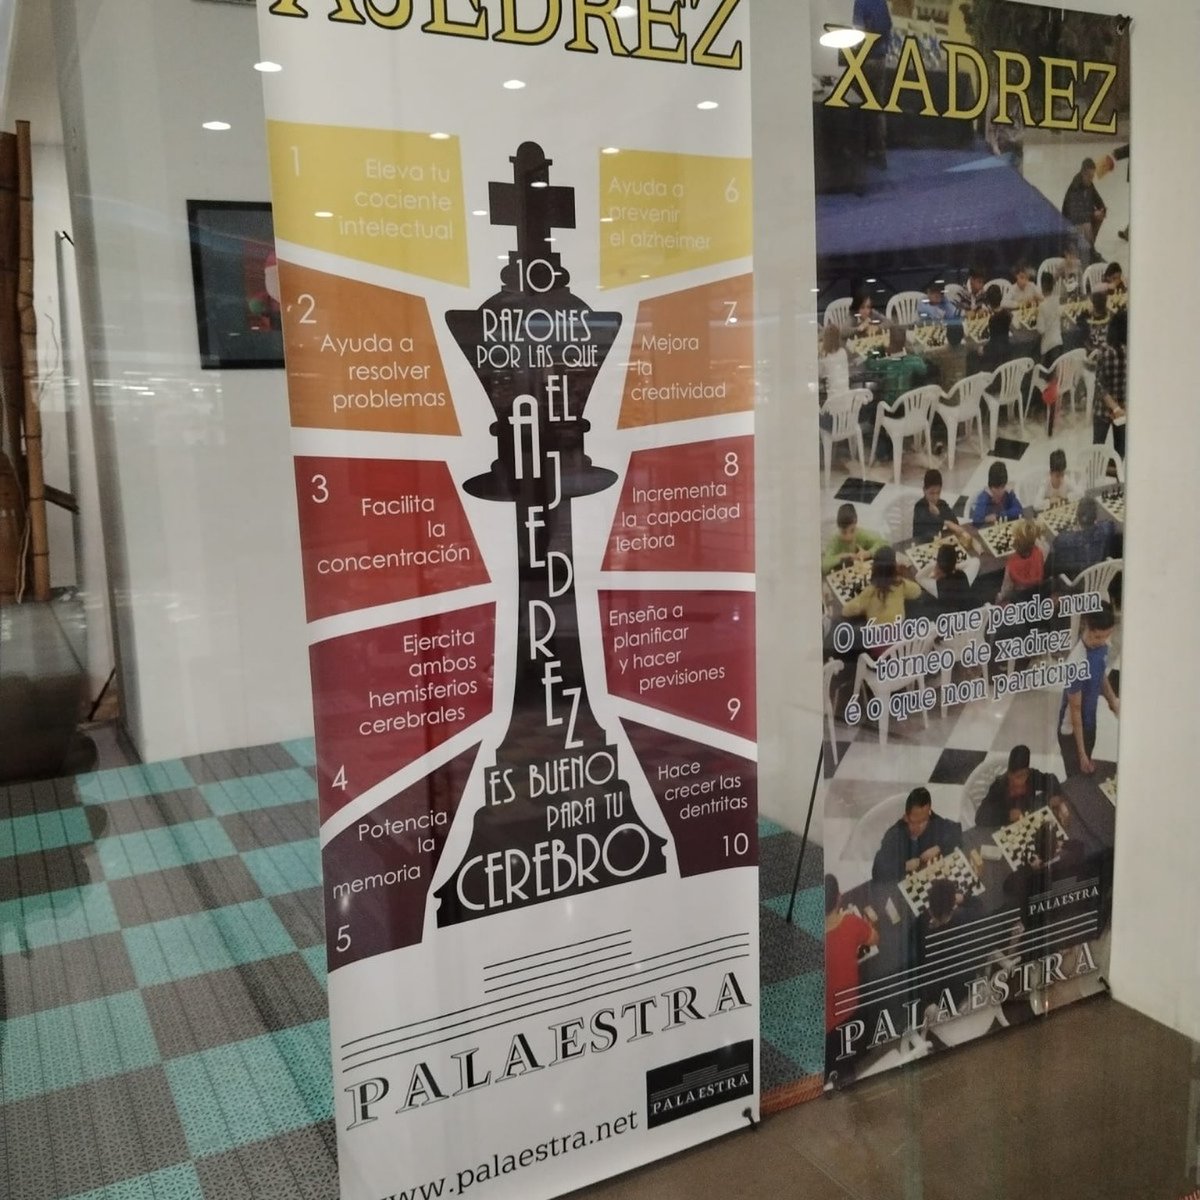 AJEDREZ
1
Eleva tu
cociente
intelectual
2
Ayuda a
resolver
problemas
3
Facilita
la
concentración
Ejercita
ambos
hemisferios
cerebrales
4
Potencia
la
memoria
5
10
RAZONES
POR LAS QUE
EL
AJEDREZ
ES BUENO
PARA TU
CEREBRO
Ayuda a
prevenir
el alzheimer
6
7
Mejora
la
creatividad
8
Incrementa
la capacidad
lectora
Enseña a
planificar
y hacer
previsiones
9
Hace
crecer las
dentritas
10
PALAESTRA
PALAESTRA
www.palaestra.net
XADREZ
O único que perde nun
torneo de xadrez
é o que non participa
PALAESTRA
PALAESTRA